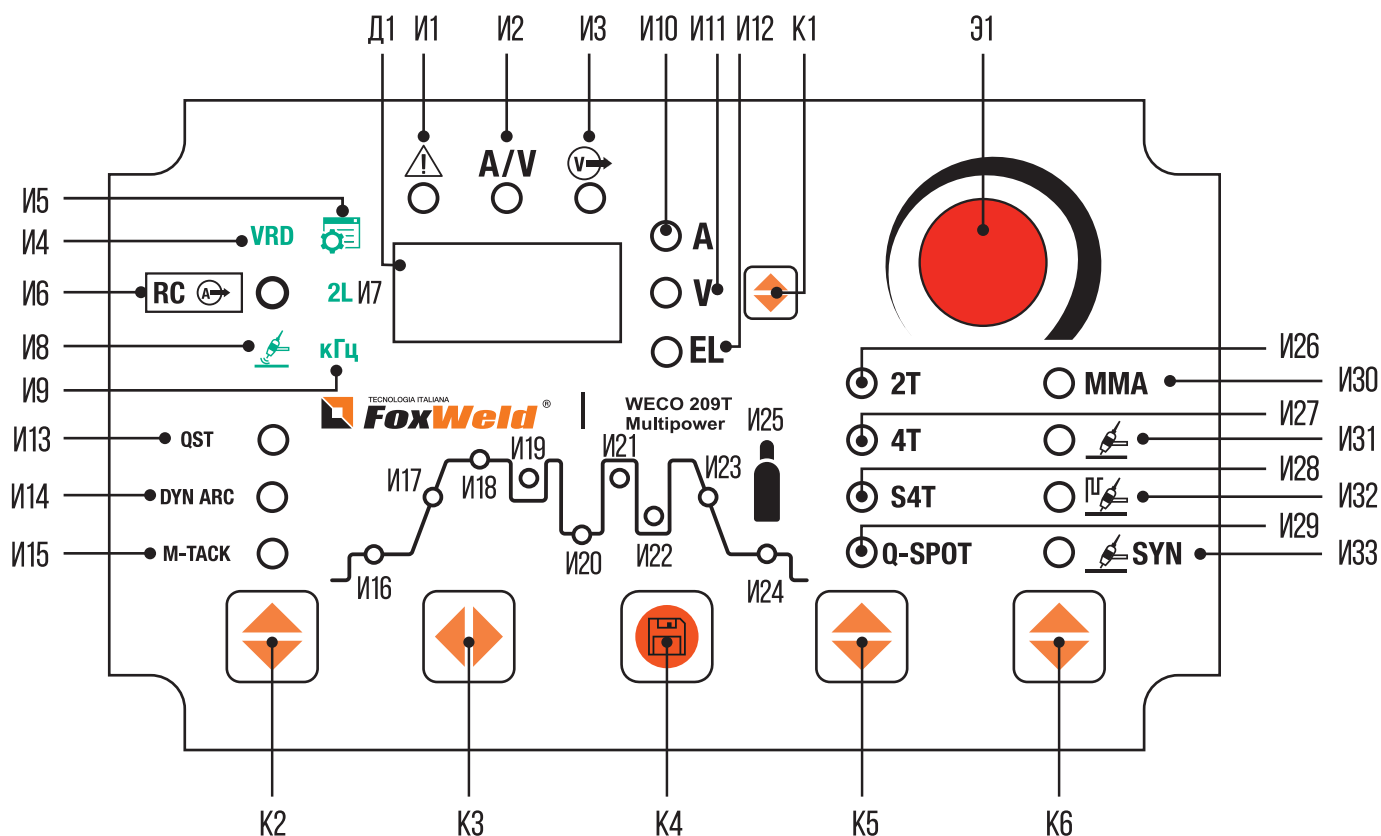 Д1 И1 И2 И3 И10 И11 И12 К1 Э1
A/V V
И5
И4 VRD
A
И6 RC A 2L И7
V
И8
EL
И9 кГц
И26
2T MMA И30
TECNOLOGIA ITALIANA
FoxWeld ®
WECO 209T
Multipower
И25
И27
И13 QST
4T И31
И19 И21
И17 И18 И23
И28
И14 DYN ARC
S4T И32
И29
И20 И22
И15 M-TACK
Q-SPOT SYN И33
И16 И24
К2 К3 К4 К5 К6